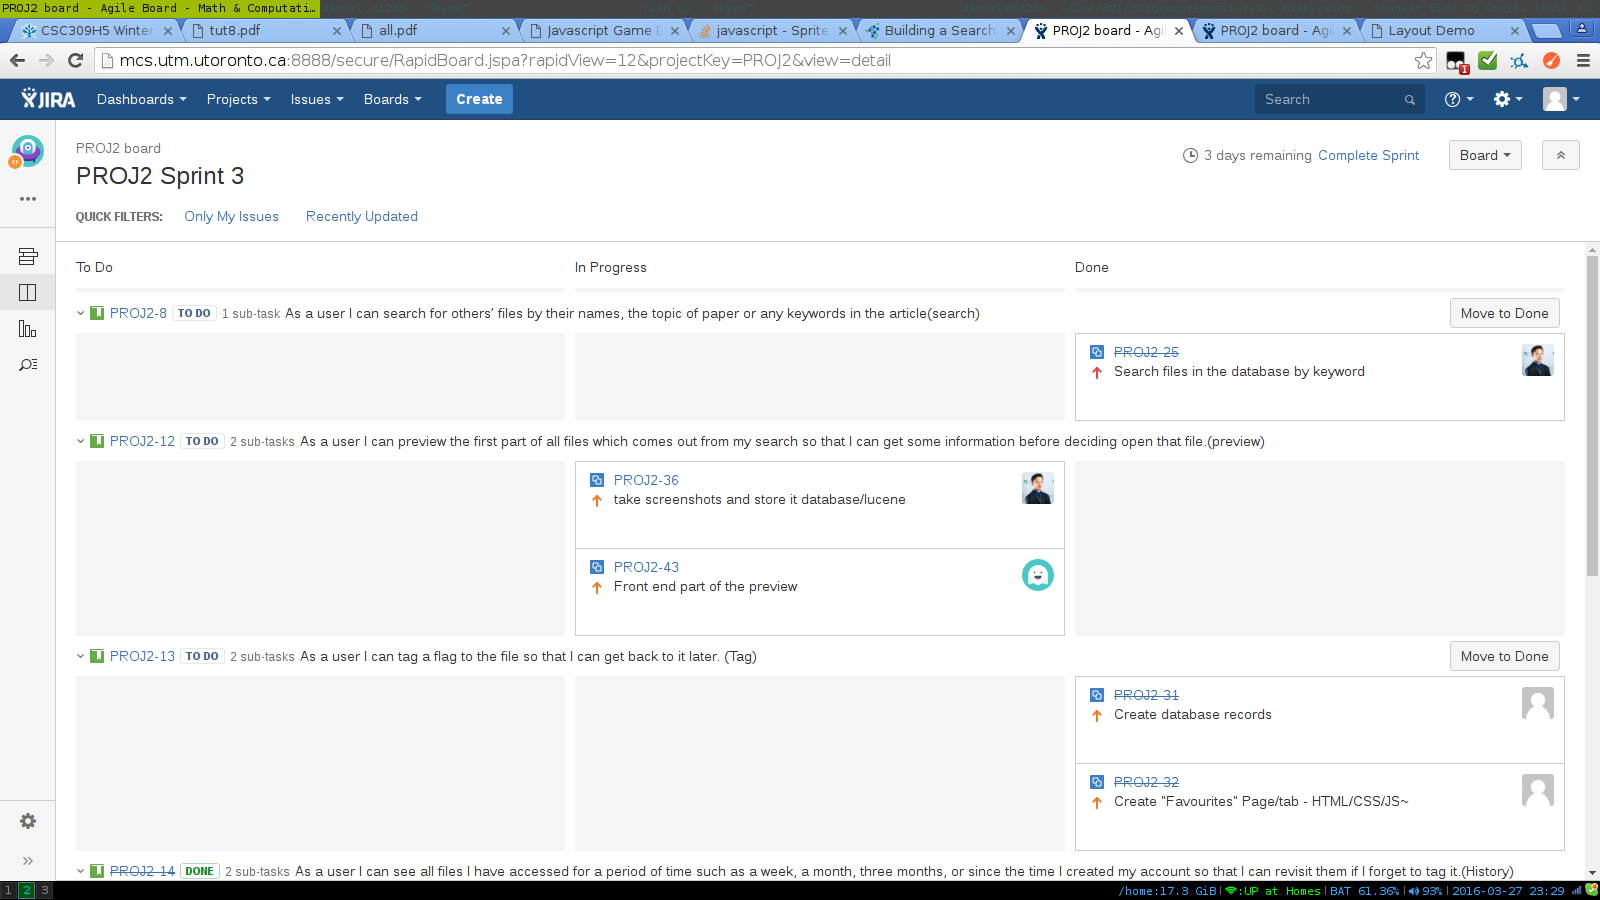 PROJ2 board - Agile Board - Math & Computati…
CSC309H5 Winter
tut8.pdf
all.pdf
Javascript Game D
javascript - Sprite
Building a Search
PROJ2 board - Agi
PROJ2 board - Agi
Layout Demo
mcs.utm.utoronto.ca:8888/secure/RapidBoard.jspa?rapidView=12&projectKey=PROJ2&view=detail
1
JIRA Dashboards Projects Issues Boards Create Search
PROJ2 board
PROJ2 Sprint 3
3 days remaining Complete Sprint Board
QUICK FILTERS: Only My Issues Recently Updated
To Do In Progress Done
PROJ2-8 TO DO 1 sub-task As a user I can search for others’ files by their names, the topic of paper or any keywords in the article(search) Move to Done
PROJ2-25
Search files in the database by keyword
PROJ2-12 TO DO 2 sub-tasks As a user I can preview the first part of all files which comes out from my search so that I can get some information before deciding open that file.(preview)
PROJ2-36
take screenshots and store it database/lucene
PROJ2-43
Front end part of the preview
PROJ2-13 TO DO 2 sub-tasks As a user I can tag a flag to the file so that I can get back to it later. (Tag) Move to Done
PROJ2-31
Create database records
PROJ2-32
Create "Favourites" Page/tab - HTML/CSS/JS~
PROJ2-14 DONE 2 sub-tasks As a user I can see all files I have accessed for a period of time such as a week, a month, three months, or since the time I created my account so that I can revisit them if I forget to tag it.(History)
1 2 3 /home:17.3 GiB|:UP at Homes|BAT 61.36%|93%|2016-03-27 23:29